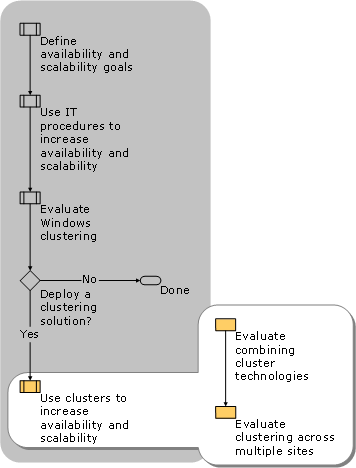 Define
availability and
scalability goals
Use IT
procedures to
increase
availability and
scalability
Evaluate
Windows
clustering
No
Done
Deploy a
clustering
solution?
Yes
Use clusters to
increase
availability and
scalability
Evaluate
combining
cluster
technologies
Evaluate
clustering across
multiple sites